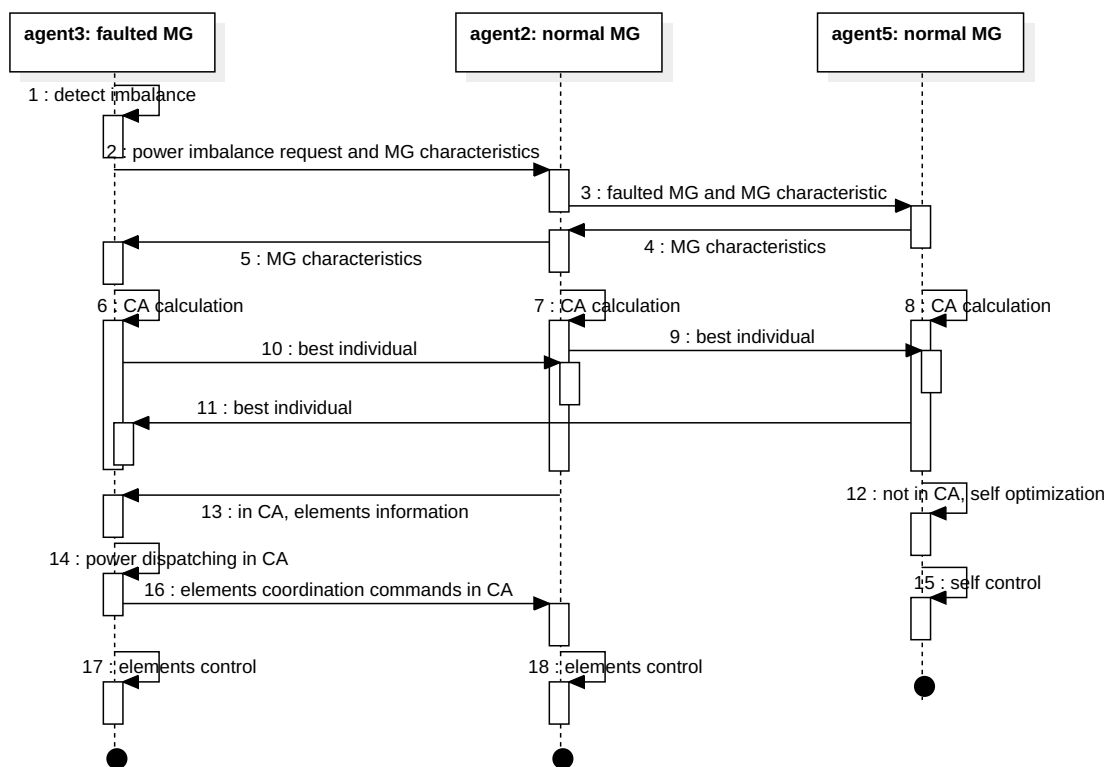 agent3: faulted MG
agent2: normal MG
agent5: normal MG
1 : detect imbalance
2 : power imbalance request and MG characteristics
3 : faulted MG and MG characteristic
4 : MG characteristics
5 : MG characteristics
6 : CA calculation
7 : CA calculation
8 : CA calculation
9 : best individual
10 : best individual
11 : best individual
12 : not in CA, self optimization
13 : in CA, elements information
14 : power dispatching in CA
15 : self control
16 : elements coordination commands in CA
17 : elements control
18 : elements control